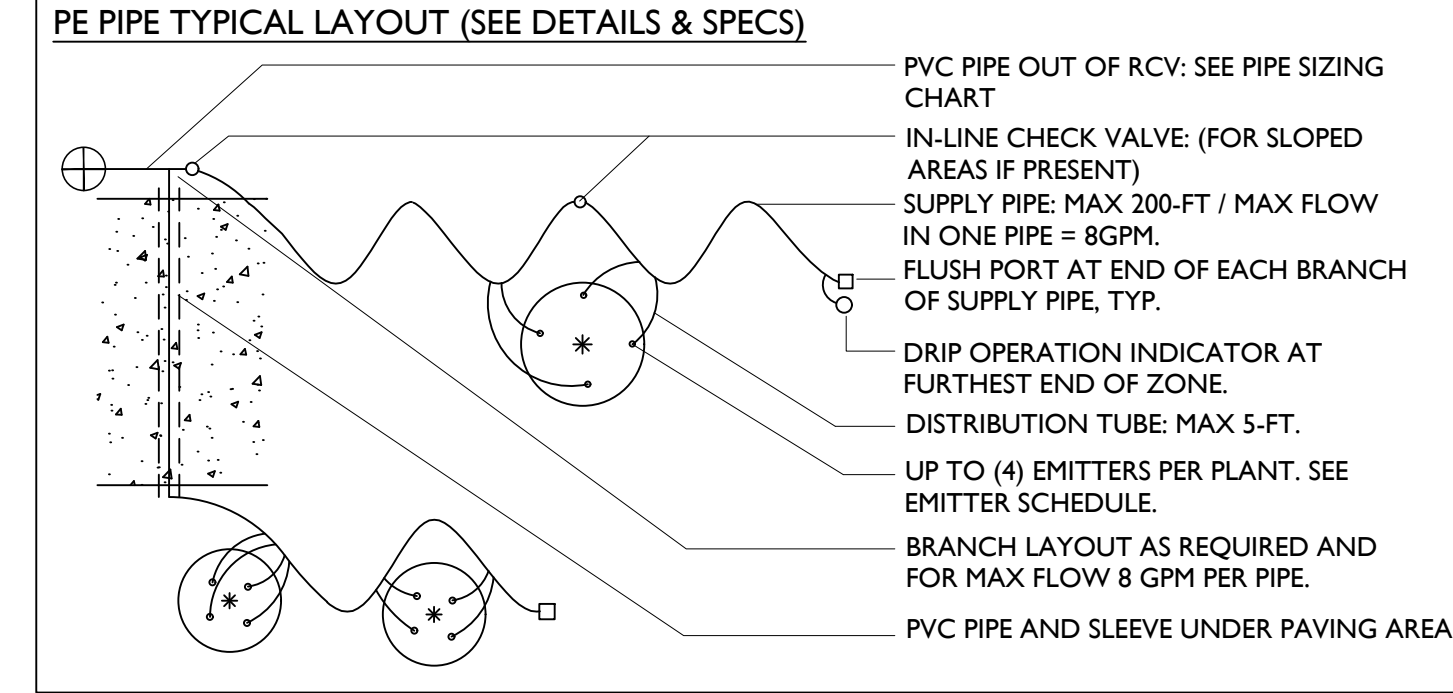 PE PIPE TYPICAL LAYOUT (SEE DETAILS & SPECS)
PVC PIPE OUT OF RCV: SEE PIPE SIZING
CHART
IN-LINE CHECK VALVE: (FOR SLOPED
AREAS IF PRESENT)
SUPPLY PIPE: MAX 200-FT / MAX FLOW
IN ONE PIPE = 8GPM.
FLUSH PORT AT END OF EACH BRANCH
OF SUPPLY PIPE, TYP.
DRIP OPERATION INDICATOR AT
FURTHEST END OF ZONE.
DISTRIBUTION TUBE: MAX 5-FT.
UP TO (4) EMITTERS PER PLANT. SEE
EMITTER SCHEDULE.
BRANCH LAYOUT AS REQUIRED AND
FOR MAX FLOW 8 GPM PER PIPE.
PVC PIPE AND SLEEVE UNDER PAVING AREA